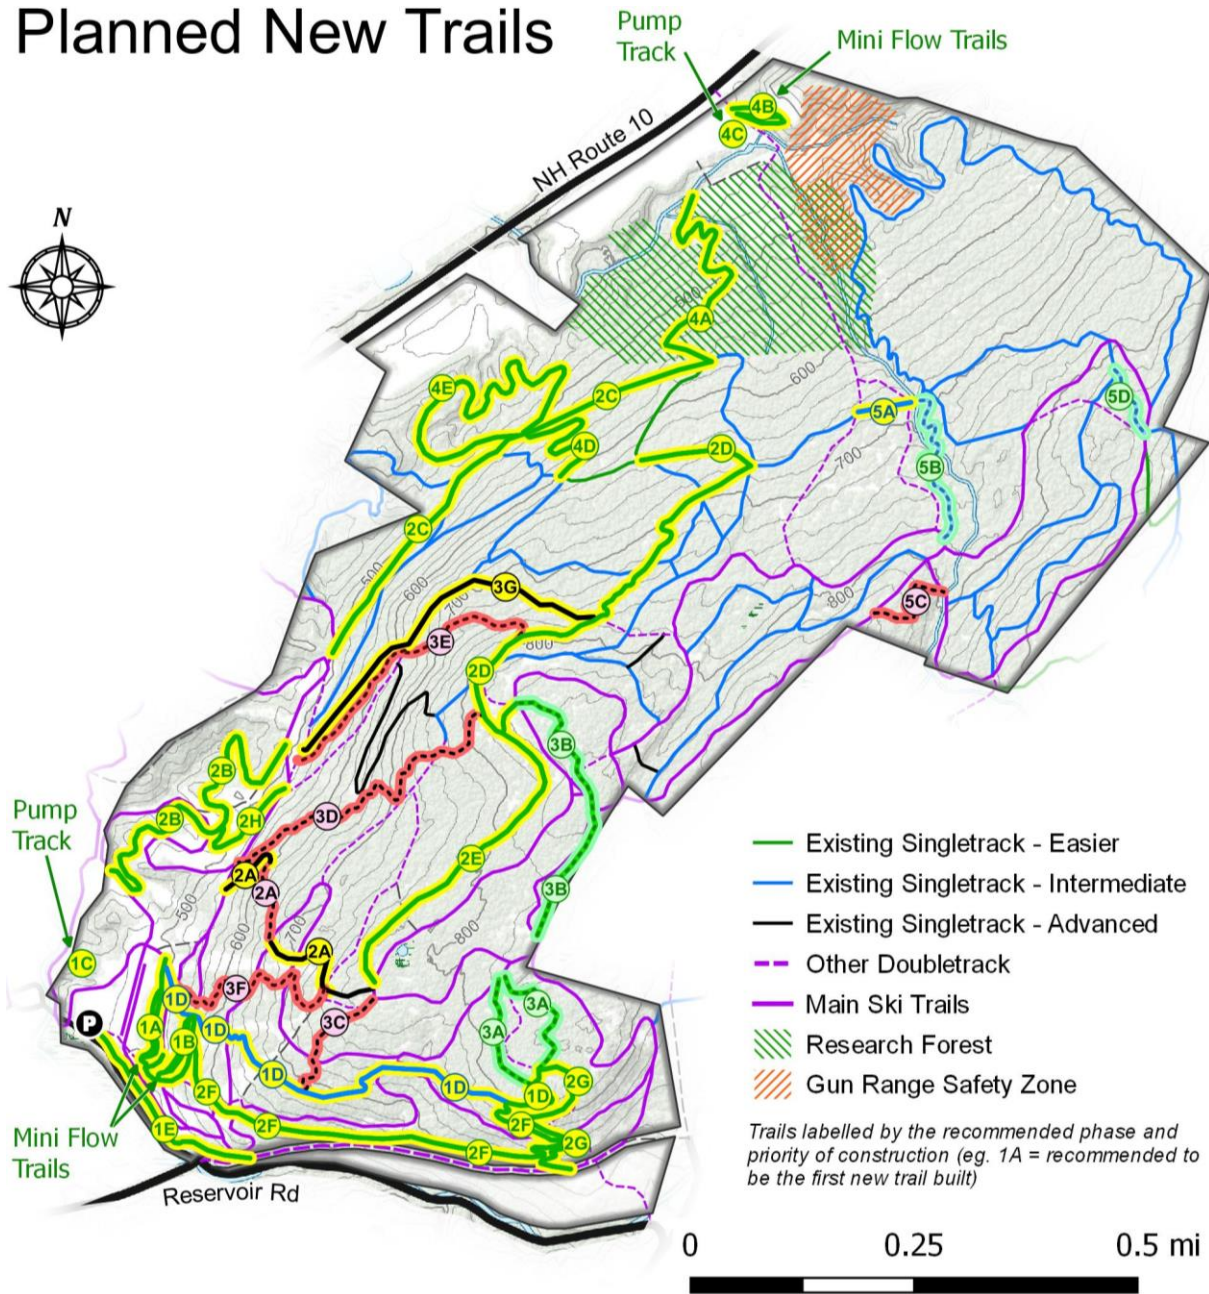 Planned New Trails
Pump
Track
Mini Flow Trails
4B
4C
NH Route 10
N
500
4A
600
4E
2C
5A
5D
4D
2D
700
5B
2C
500
600
700
3G
800
5C
3E
800
2D
3B
2B
Pump
Track
2B
2H
3D
2E
2A
2A
3B
500
600
700
2A
800
1C
3F
3A
1D
P
1A
1D
3C
3A
1B
1D
1D
2G
2F
1D
2F
2F
1E
2F
2G
Mini Flow
Trails
Reservoir Rd
Existing Singletrack - Easier
Existing Singletrack - Intermediate
Existing Singletrack - Advanced
Other Doubletrack
Main Ski Trails
Research Forest
Gun Range Safety Zone
Trails labelled by the recommended phase and
priority of construction (eg. 1A = recommended to
be the first new trail built)
0 0.25 0.5 mi